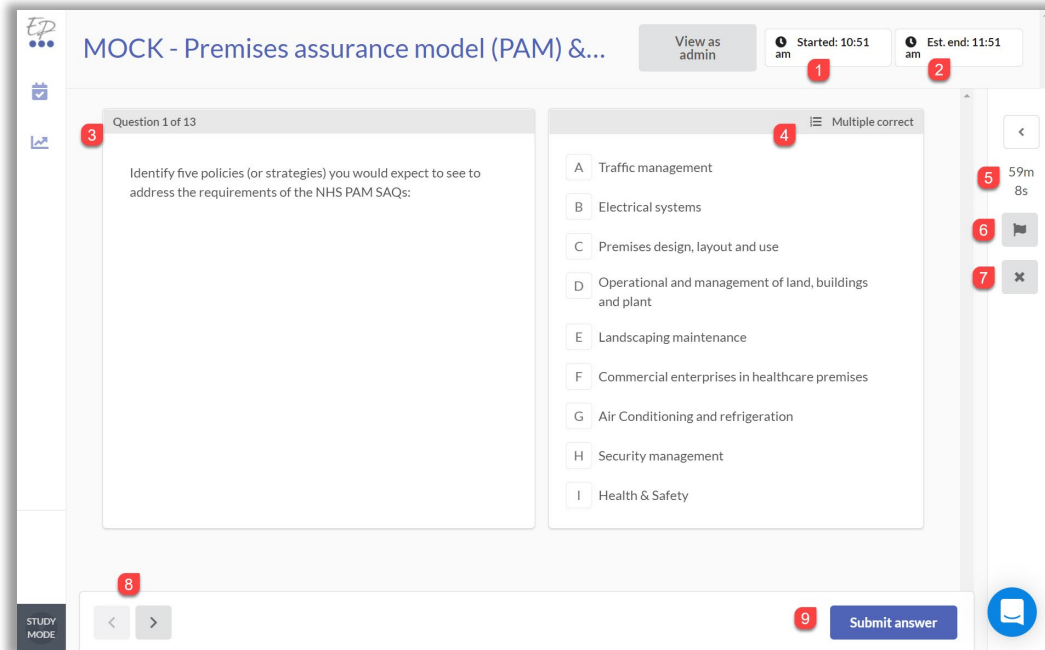 EP
MOCK - Premises assurance model (PAM) &...
View as
admin
Started: 10:51
am
1
Est. end: 11:51
am
2
3
Question 1 of 13
4
Multiple correct
Identify five policies (or strategies) you would expect to see to
address the requirements of the NHS PAM SAQs:
A Traffic management
B Electrical systems
C Premises design, layout and use
D Operational and management of land, buildings
and plant
E Landscaping maintenance
F Commercial enterprises in healthcare premises
G Air Conditioning and refrigeration
H Security management
I Health & Safety
5
59m
8s
6
7
8
STUDY
MODE
9
Submit answer